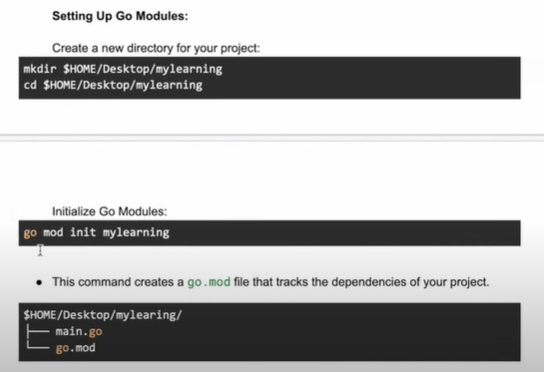 Setting Up Go Modules:
Create a new directory for your project:
mkdir $HOME/Desktop/mylearning
cd $HOME/Desktop/mylearning
Initialize Go Modules:
go mod init mylearning
• This command creates a go.mod file that tracks the dependencies of your project.
$HOME/Desktop/mylearing/
├── main.go
└── go.mod